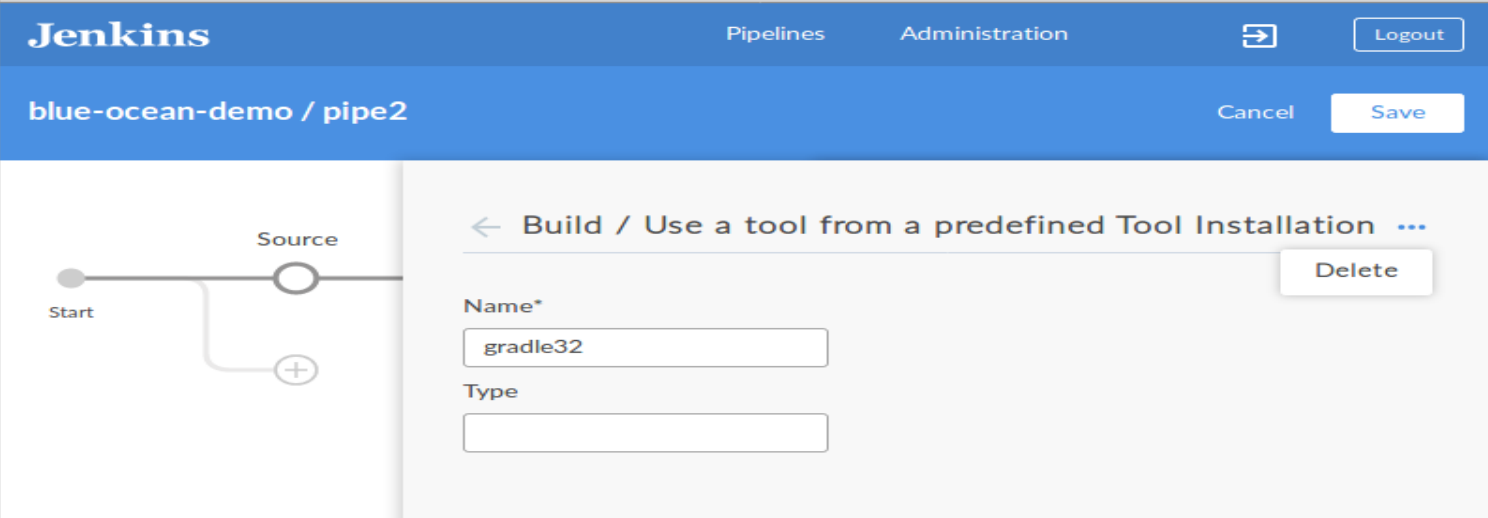 Jenkins Pipelines Administration Logout
blue-ocean-demo / pipe2 Cancel Save
Build / Use a tool from a predefined Tool Installation ...
Source
Delete
Start
Name*
gradle32
Type